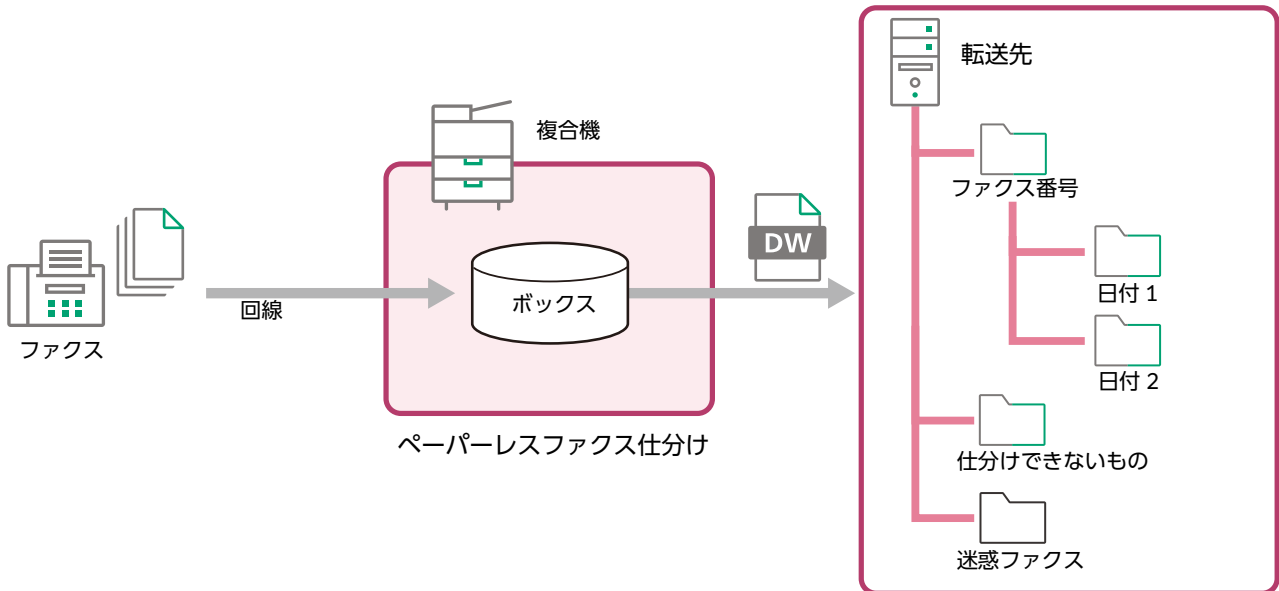 転送先
複合機
ファクス番号
DW
日付 1
回線
ボックス
ファクス
日付 2
ペーパーレスファクス仕分け
仕分けできないもの
迷惑ファクス